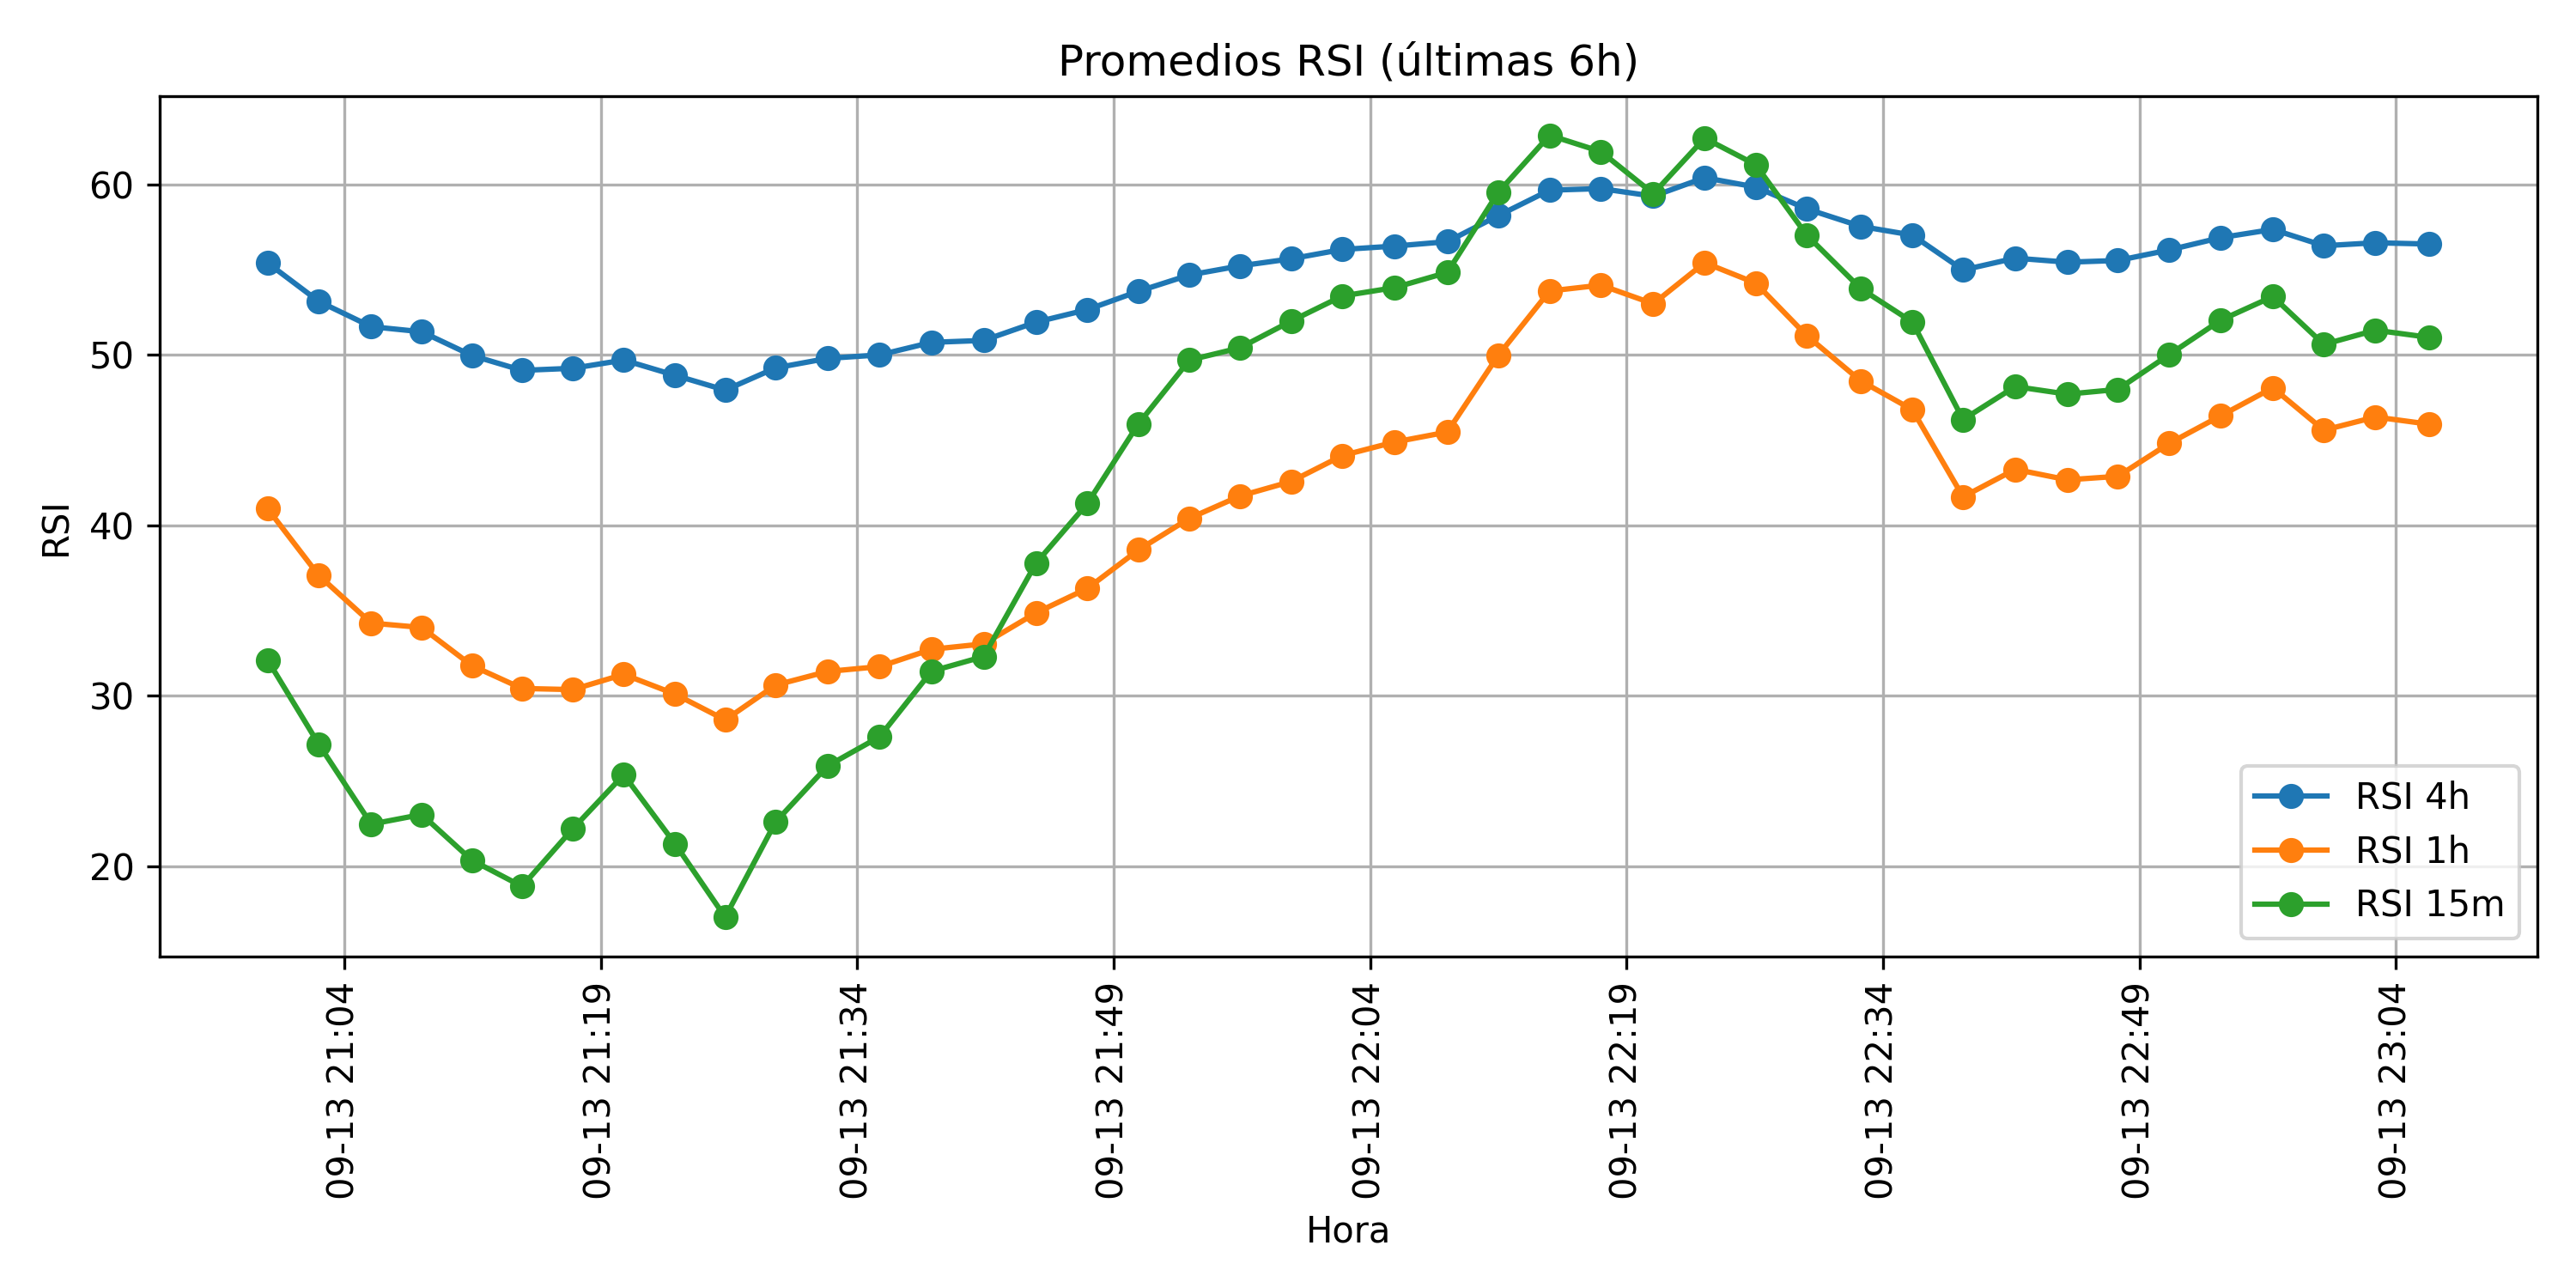 Promedios RSI (últimas 6h)
RSI
60
50
40
30
20
RSI 4h
RSI 1h
RSI 15m
09-13 21:04
09-13 21:19
09-13 21:34
09-13 21:49
09-13 22:04
09-13 22:19
09-13 22:34
09-13 22:49
09-13 23:04
Hora